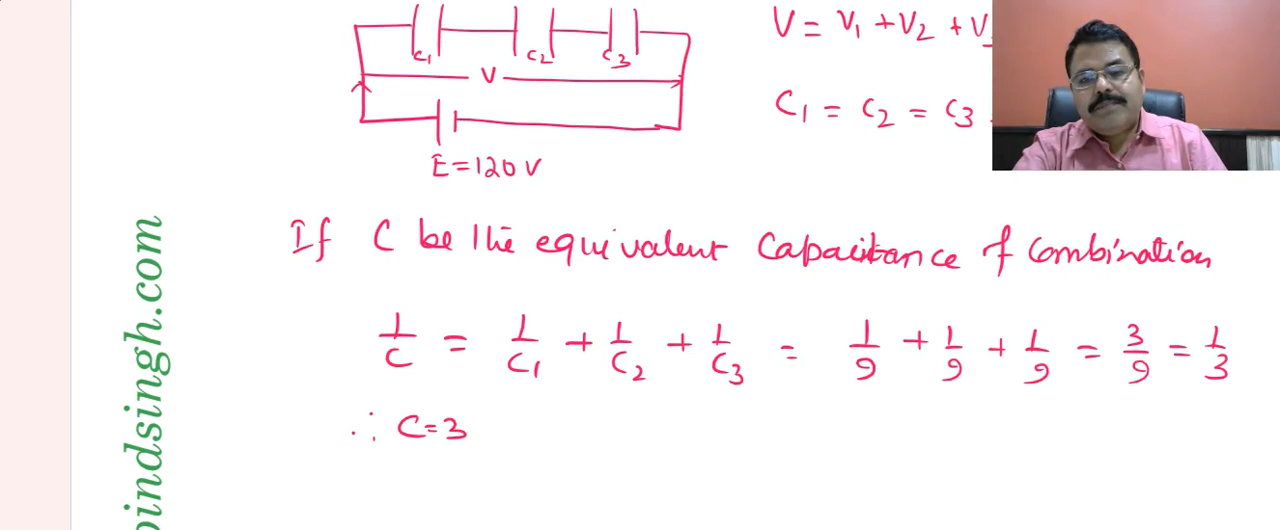 C1 C2 C3
V = V1 + V2 + V
V
C1 = C2 = C3
E = 120 V
If C be the equivalent Capacitance of Combination
1/C = 1/C1 + 1/C2 + 1/C3 = 1/9 + 1/9 + 1/9 = 3/9 = 1/3
∴ C = 3
indsingh.com